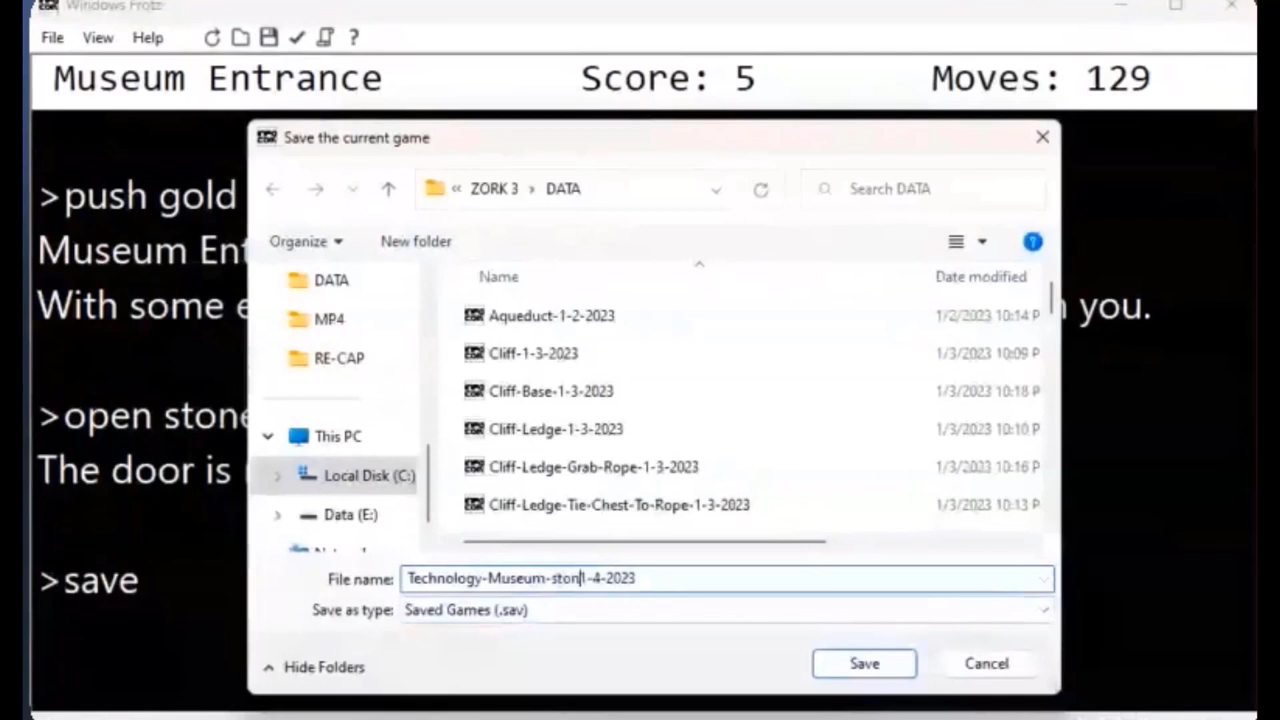 Windows Frotz
File View Help
Museum Entrance Score: 5 Moves: 129
>push gold
Museum Ent
With some e
you.
>open stone
The door is
>save
Save the current game
« ZORK 3 › DATA
Search DATA
Organize New folder
DATA
MP4
RE-CAP
This PC
Local Disk (C:)
Data (E:)
Name Date modified
Aqueduct-1-2-2023 1/2/2023 10:14 P
Cliff-1-3-2023 1/3/2023 10:09 P
Cliff-Base-1-3-2023 1/3/2023 10:18 P
Cliff-Ledge-1-3-2023 1/3/2023 10:10 P
Cliff-Ledge-Grab-Rope-1-3-2023 1/3/2023 10:16 P
Cliff-Ledge-Tie-Chest-To-Rope-1-3-2023 1/3/2023 10:13 P
File name: Technology-Museum-ston1-4-2023
Save as type: Saved Games (.sav)
Hide Folders
Save Cancel